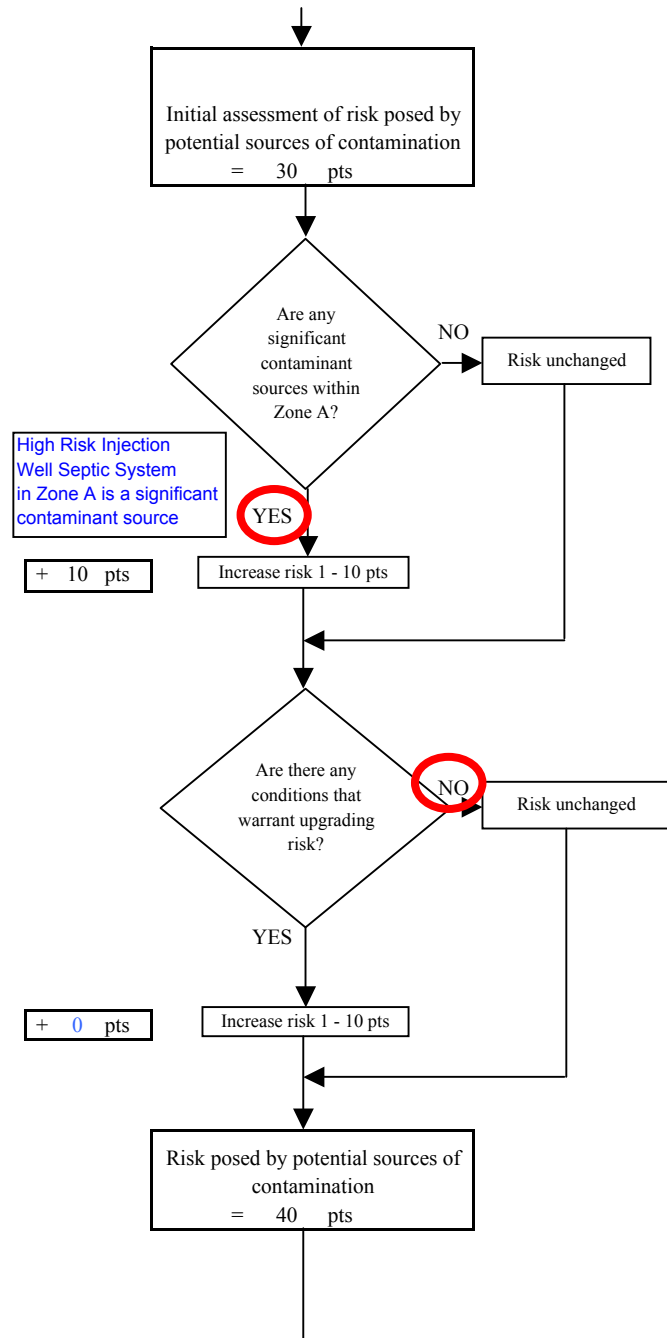 Initial assessment of risk posed by
potential sources of contamination
= 30 pts
Are any
significant
contaminant
sources within
Zone A?
NO
Risk unchanged
High Risk Injection
Well Septic System
in Zone A is a significant
contaminant source
YES
+ 10 pts
Increase risk 1 - 10 pts
Are there any
conditions that
warrant upgrading
risk?
NO
Risk unchanged
YES
+ 0 pts
Increase risk 1 - 10 pts
Risk posed by potential sources of
contamination
= 40 pts